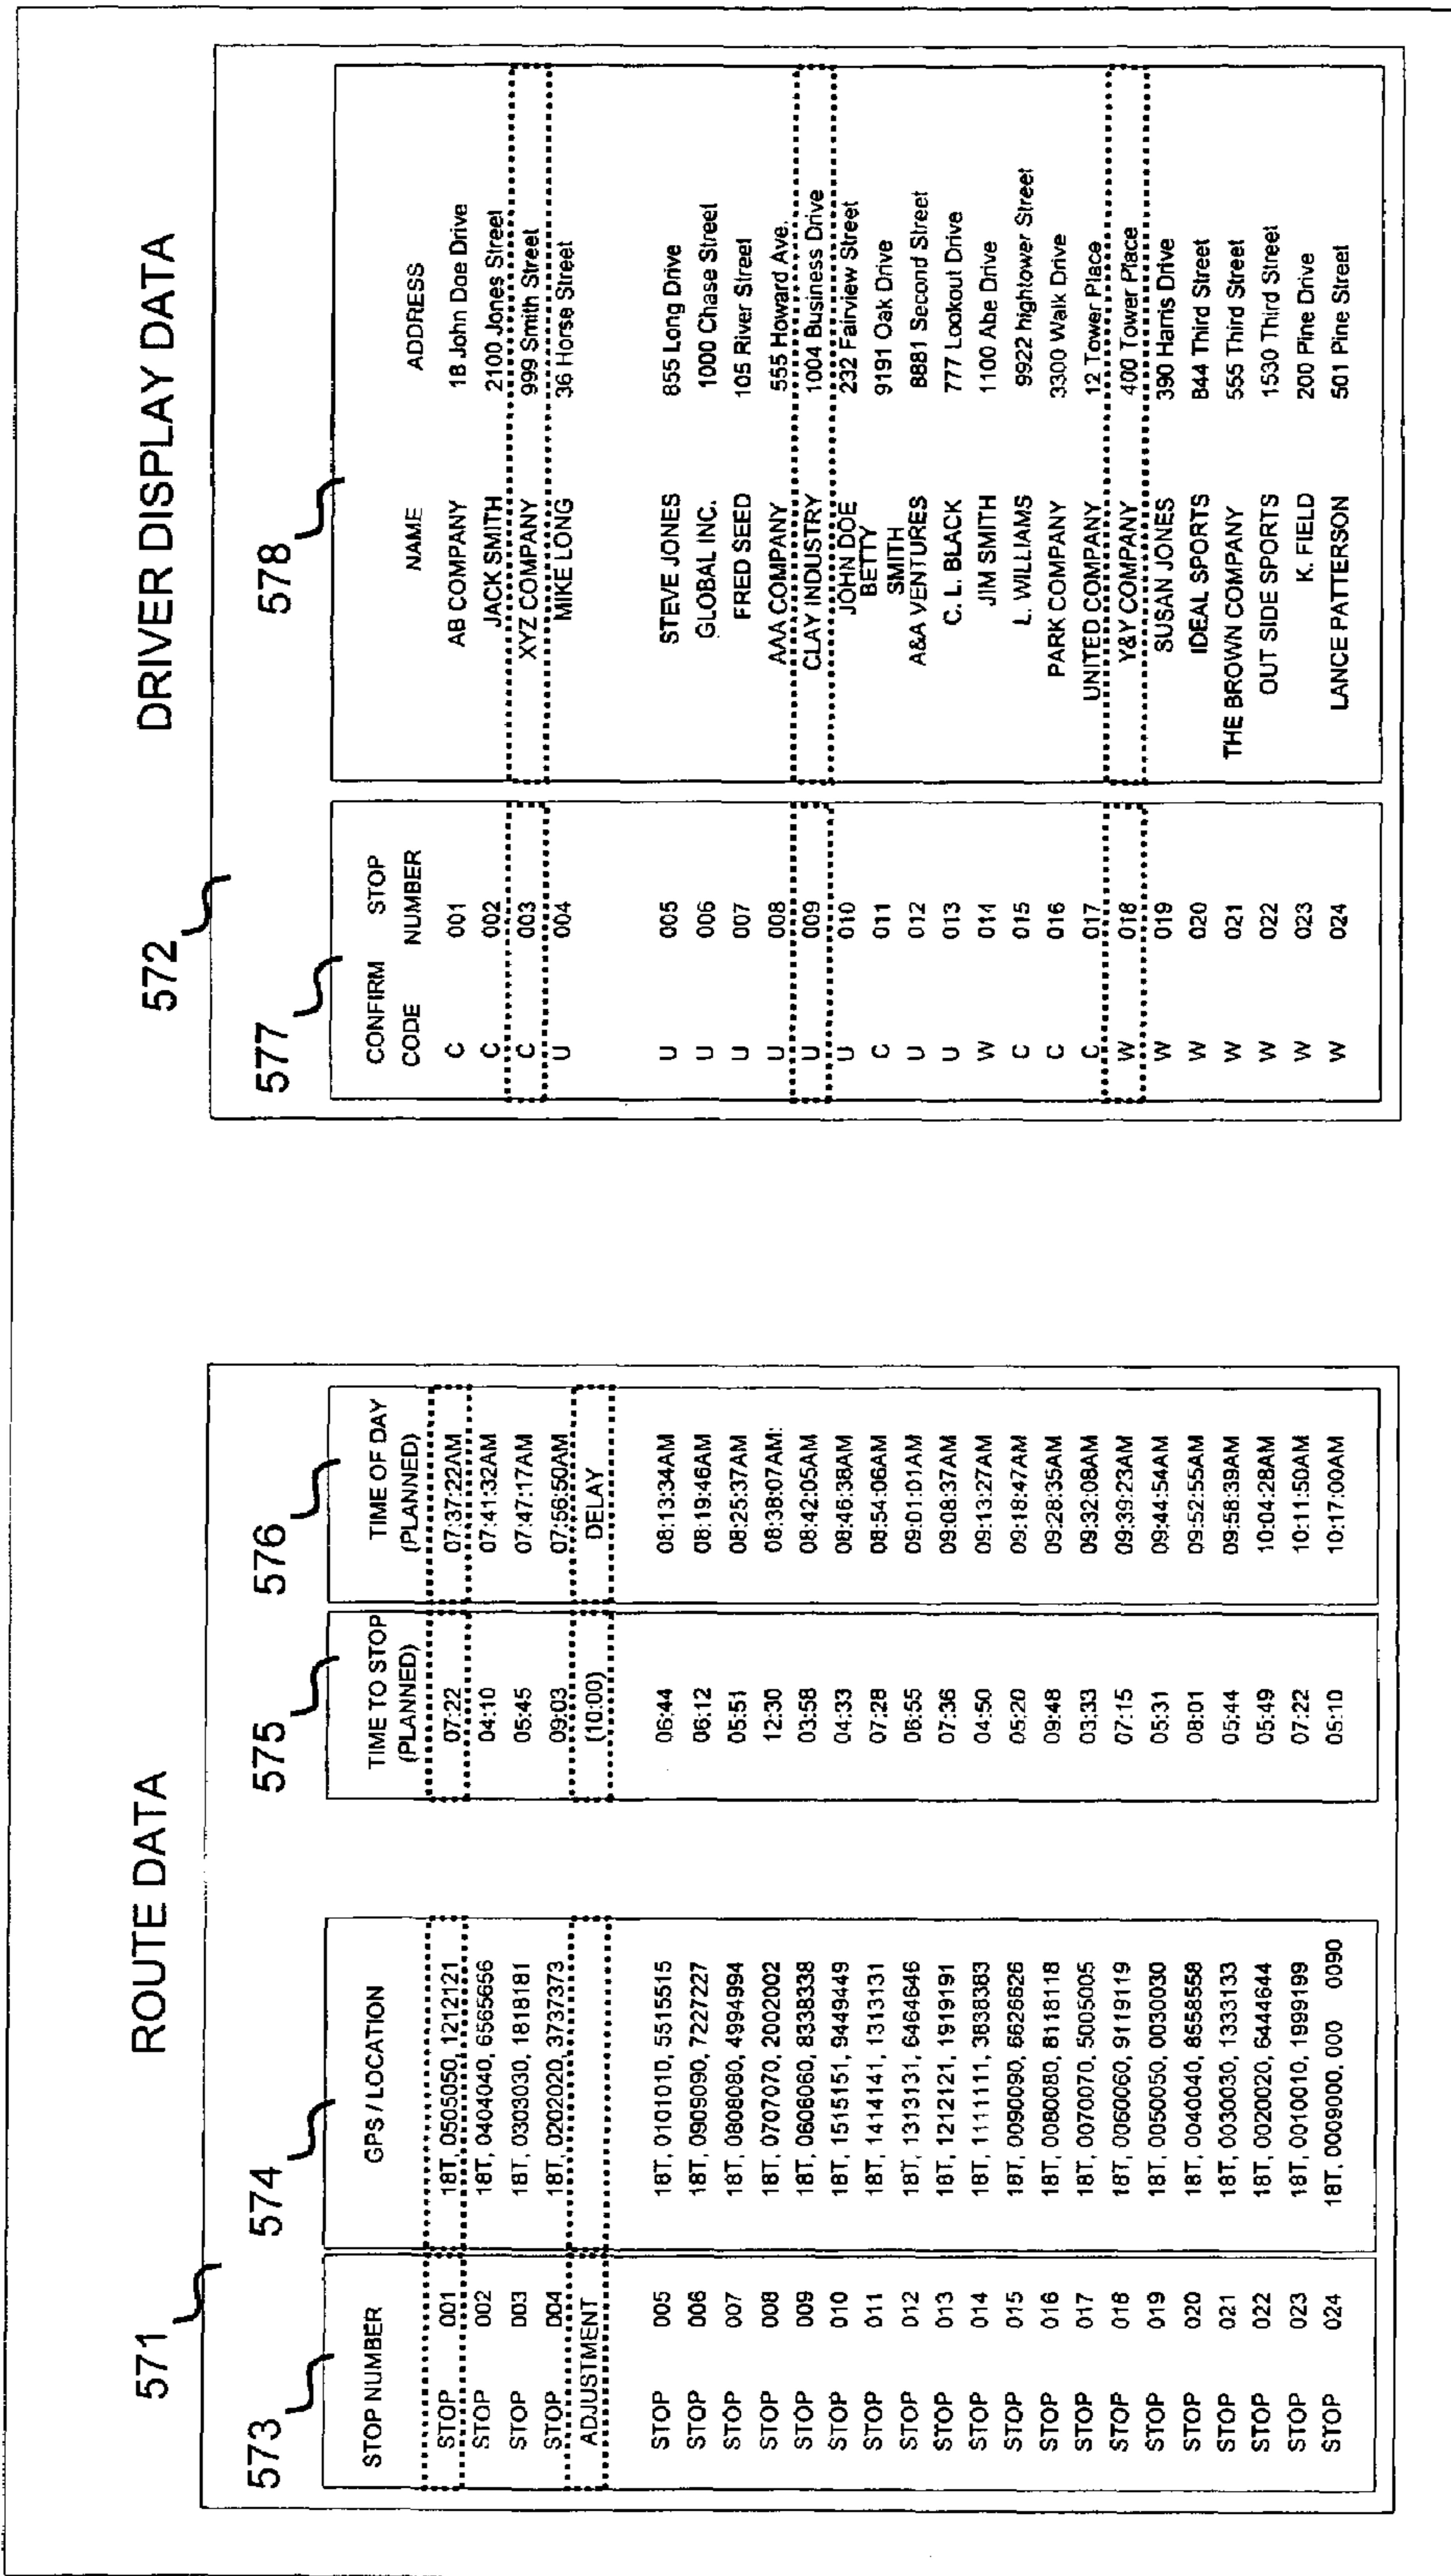 571
ROUTE DATA
573
574
575
576
STOP NUMBER
GPS / LOCATION
TIME TO STOP (PLANNED)
TIME OF DAY (PLANNED)
STOP 001 18T, 0505050, 1212121 07:22 07:37:22AM
STOP 002 18T, 0404040, 6565656 04:10 07:41:32AM
STOP 003 18T, 0303030, 1818181 05:45 07:47:17AM
STOP 004 18T, 0202020, 3737373 09:03 07:56:50AM
ADJUSTMENT (10:00) DELAY
STOP 005 18T, 0101010, 5515515 06:44 08:13:34AM
STOP 006 18T, 0909090, 7227227 06:12 08:19:46AM
STOP 007 18T, 0808080, 4994994 05:51 08:25:37AM
STOP 008 18T, 0707070, 2002002 12:30 08:38:07AM:
STOP 009 18T, 0606060, 8338338 03:58 08:42:05AM
STOP 010 18T, 1515151, 9449449 04:33 08:46:38AM
STOP 011 18T, 1414141, 1313131 07:28 08:54:06AM
STOP 012 18T, 1313131, 6464646 06:55 09:01:01AM
STOP 013 18T, 1212121, 1919191 07:36 09:08:37AM
STOP 014 18T, 1111111, 3838383 04:50 09:13:27AM
STOP 015 18T, 0090090, 6626626 05:20 09:18:47AM
STOP 016 18T, 0080080, 8118118 09:48 09:28:35AM
STOP 017 18T, 0070070, 5005005 03:33 09:32:08AM
STOP 018 18T, 0060060, 9119119 07:15 09:39:23AM
STOP 019 18T, 0050050, 0030030 05:31 09:44:54AM
STOP 020 18T, 0040040, 8558558 08:01 09:52:55AM
STOP 021 18T, 0030030, 1333133 05:44 09:58:39AM
STOP 022 18T, 0020020, 6444644 05:49 10:04:28AM
STOP 023 18T, 0010010, 1999199 07:22 10:11:50AM
STOP 024 18T, 0009000, 000 0090 05:10 10:17:00AM
572
DRIVER DISPLAY DATA
577
578
CONFIRM CODE
STOP NUMBER
NAME
ADDRESS
C 001 AB COMPANY 18 John Doe Drive
C 002 JACK SMITH 2100 Jones Street
C 003 XYZ COMPANY 999 Smith Street
U 004 MIKE LONG 36 Horse Street
U 005 STEVE JONES 855 Long Drive
U 006 GLOBAL INC. 1000 Chase Street
U 007 FRED SEED 105 River Street
U 008 AAA COMPANY 555 Howard Ave.
U 009 CLAY INDUSTRY 1004 Business Drive
U 010 JOHN DOE 232 Fairview Street
C 011 BETTY SMITH 9191 Oak Drive
U 012 A&A VENTURES 8881 Second Street
U 013 C. L. BLACK 777 Lookout Drive
W 014 JIM SMITH 1100 Abe Drive
C 015 L. WILLIAMS 9922 hightower Street
C 016 PARK COMPANY 3300 Walk Drive
C 017 UNITED COMPANY 12 Tower Place
W 018 Y&Y COMPANY 400 Tower Place
W 019 SUSAN JONES 390 Harris Drive
W 020 IDEAL SPORTS 844 Third Street
W 021 THE BROWN COMPANY 555 Third Street
W 022 OUT SIDE SPORTS 1530 Third Street
W 023 K. FIELD 200 Pine Drive
W 024 LANCE PATTERSON 501 Pine Street